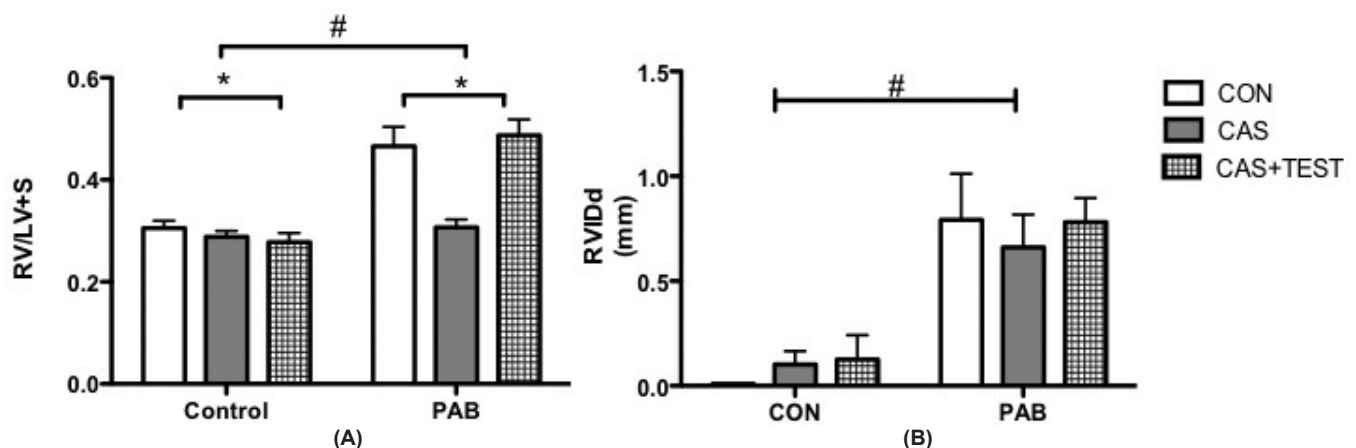 #
*
*
0.6
0.4
0.2
0.0
RV/LV+S
Control
PAB
(A)
#
1.5
1.0
0.5
0.0
RVIDd
(mm)
CON
PAB
(B)
CON
CAS
CAS+TEST